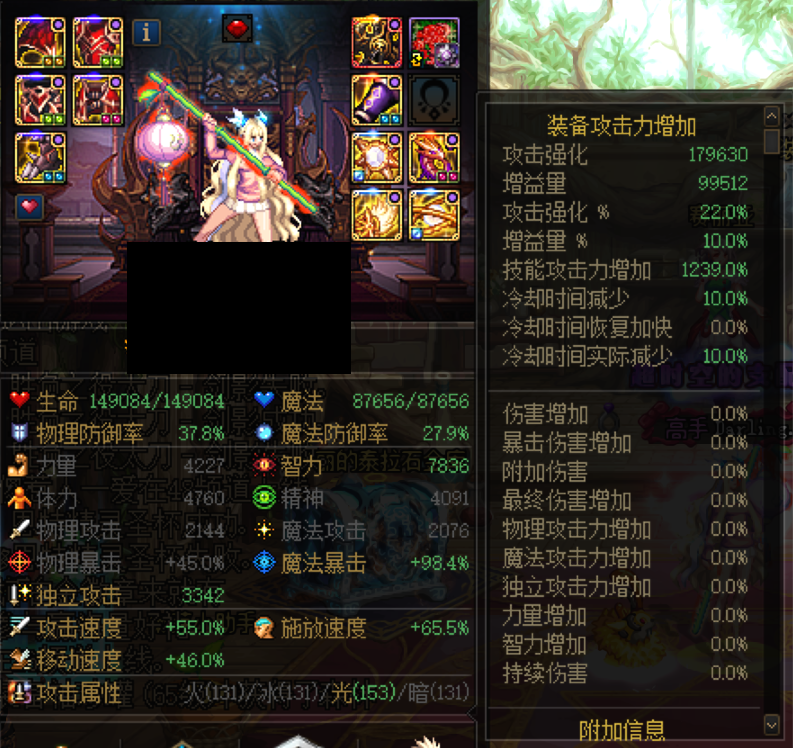 i
3
生命 149084/149084
魔法 87656/87656
物理防御率 37.8%
魔法防御率 27.9%
力量 4227
智力 7836
体力 4760
精神 4091
物理攻击 2144
魔法攻击 2076
物理暴击 +45.0%
魔法暴击 +98.4%
独立攻击 3342
攻击速度 +55.0%
施放速度 +65.5%
移动速度 +46.0%
攻击属性 火(131)/冰(131)/光(153)/暗(131)
装备攻击力增加
攻击强化 179630
增益量 99512
攻击强化 % 22.0%
增益量 % 10.0%
技能攻击力增加 1239.0%
冷却时间减少 10.0%
冷却时间恢复加快 0.0%
冷却时间实际减少 10.0%
伤害增加 0.0%
暴击伤害增加 0.0%
附加伤害 0.0%
最终伤害增加 0.0%
物理攻击力增加 0.0%
魔法攻击力增加 0.0%
独立攻击力增加 0.0%
力量增加 0.0%
智力增加 0.0%
持续伤害 0.0%
附加信息